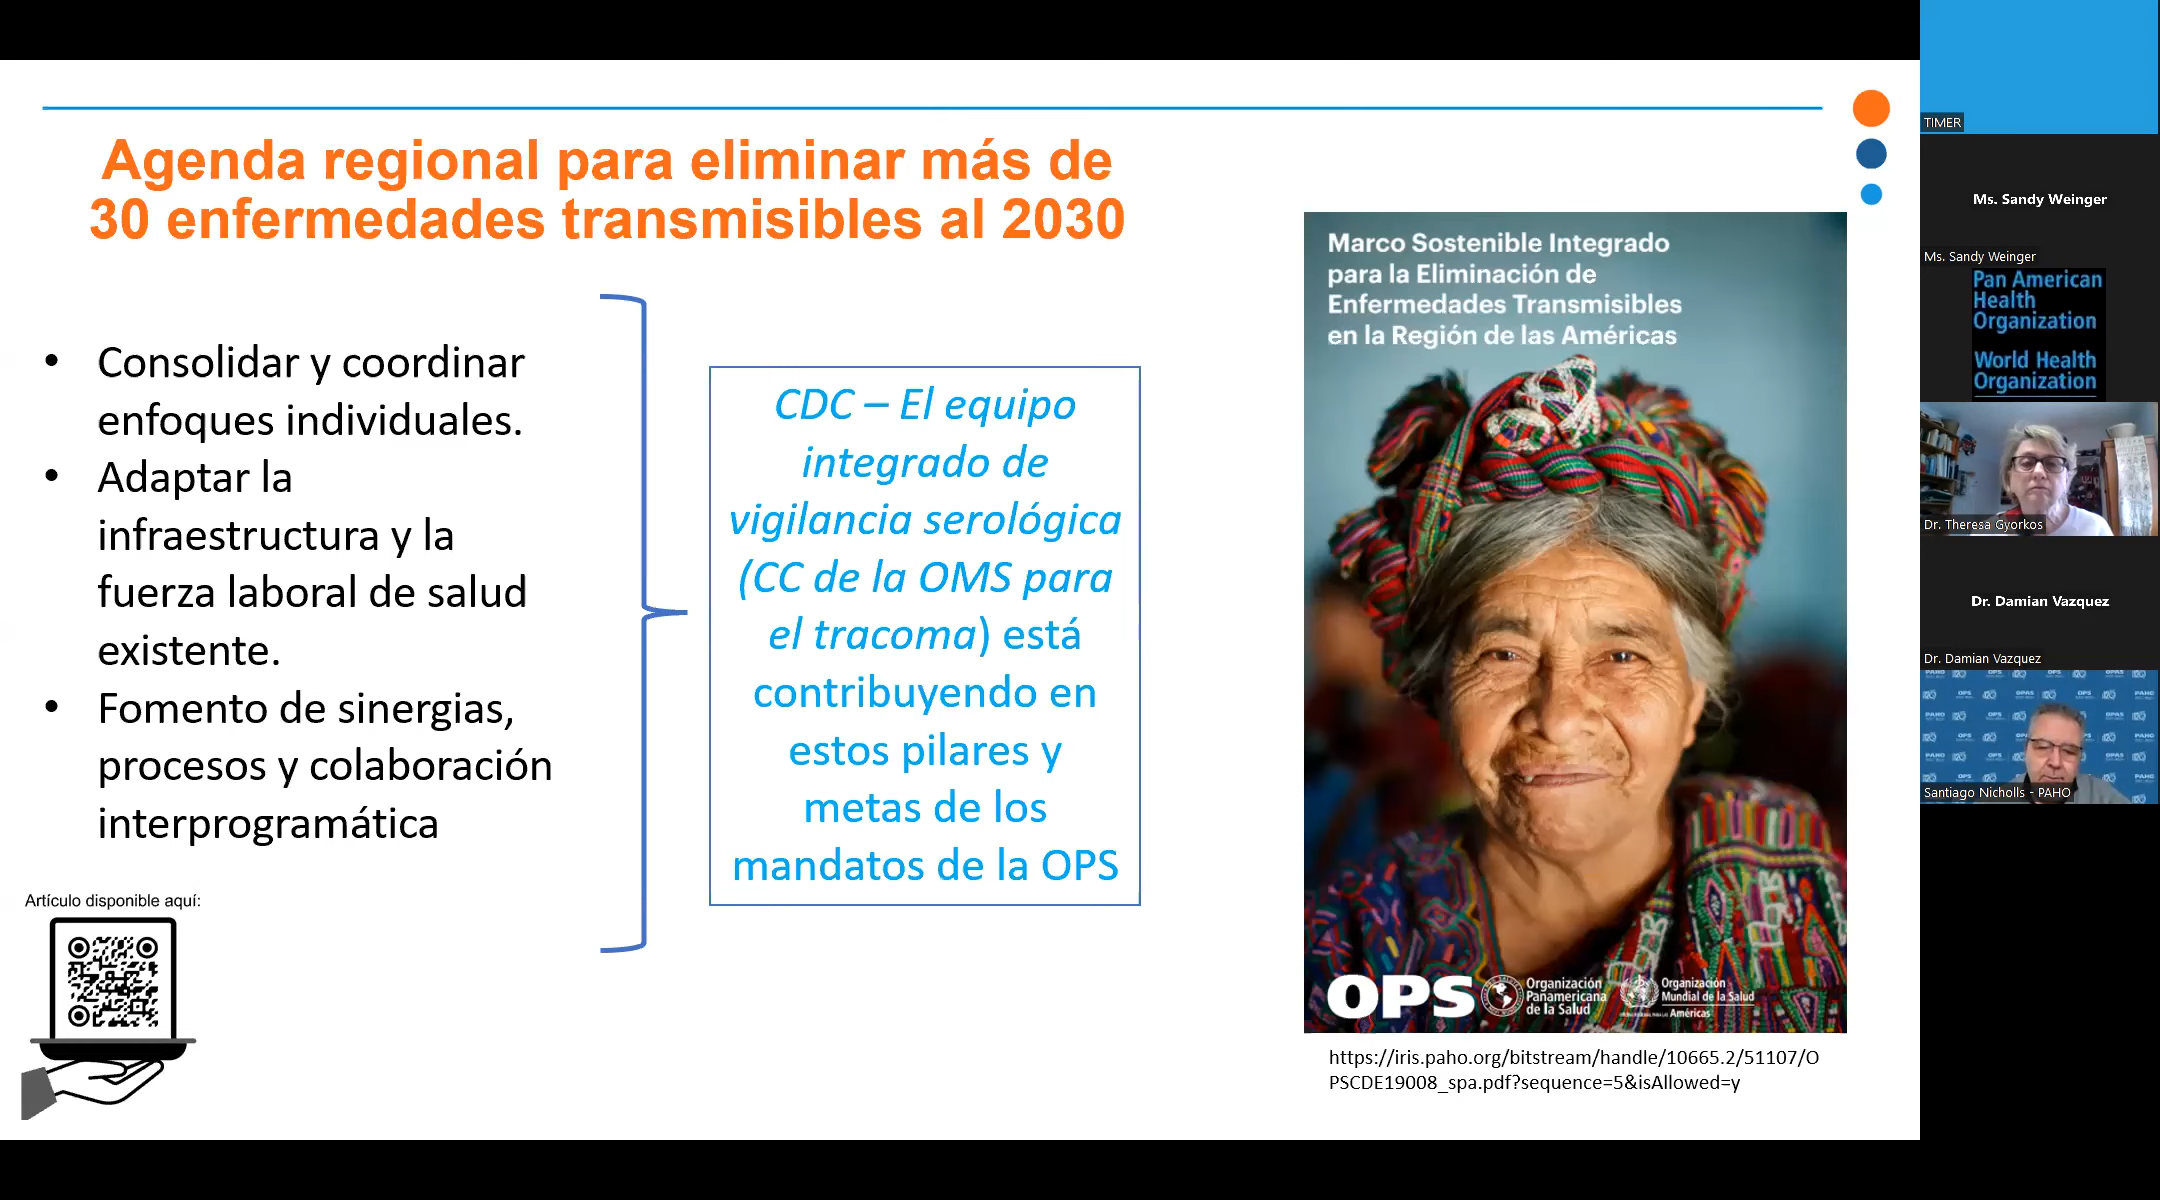 Agenda regional para eliminar más de
30 enfermedades transmisibles al 2030
• Consolidar y coordinar
enfoques individuales.
• Adaptar la
infraestructura y la
fuerza laboral de salud
existente.
• Fomento de sinergias,
procesos y colaboración
interprogramática
CDC – El equipo
integrado de
vigilancia serológica
(CC de la OMS para
el tracoma) está
contribuyendo en
estos pilares y
metas de los
mandatos de la OPS
Artículo disponible aquí:
Marco Sostenible Integrado
para la Eliminación de
Enfermedades Transmisibles
en la Región de las Américas
OPS
Organización
Panamericana
de la Salud
Organización
Mundial de la Salud
Américas
https://iris.paho.org/bitstream/handle/10665.2/51107/O
PSCDE19008_spa.pdf?sequence=5&isAllowed=y
TIMER
Ms. Sandy Weinger
Ms. Sandy Weinger
Pan American
Health
Organization
World Health
Organization
Dr. Theresa Gyorkos
Dr. Damian Vazquez
Dr. Damian Vazquez
Santiago Nicholls - PAHO